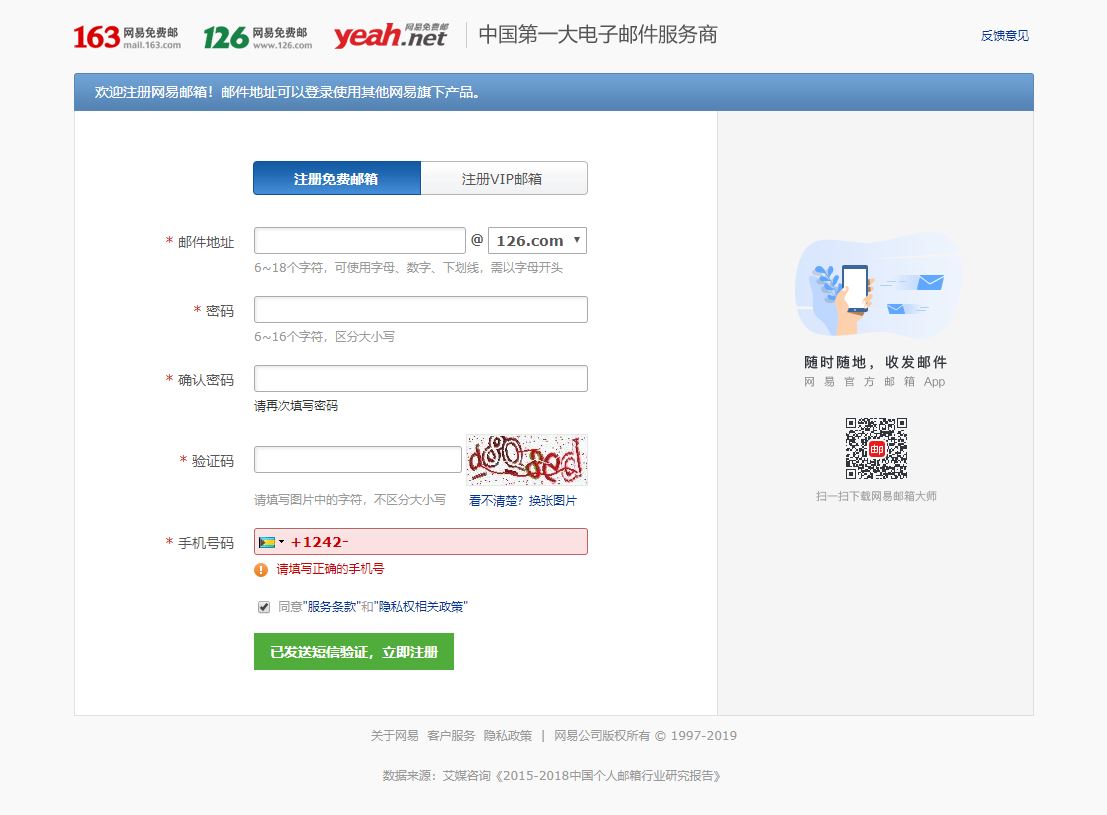 163 网易免费邮 mail.163.com 126 网易免费邮 www.126.com yeah.net 网易免费邮 中国第一大电子邮件服务商 反馈意见
欢迎注册网易邮箱！邮件地址可以登录使用其他网易旗下产品。
注册免费邮箱 注册VIP邮箱
* 邮件地址 @ 126.com
6~18个字符，可使用字母、数字、下划线，需以字母开头
* 密码
6~16个字符，区分大小写
* 确认密码
请再次填写密码
* 验证码
请填写图片中的字符，不区分大小写 看不清楚？换张图片
* 手机号码 +1242-
请填写正确的手机号
同意"服务条款"和"隐私权相关政策"
已发送短信验证，立即注册
随时随地，收发邮件
网易官方邮箱App
邮
扫一扫下载网易邮箱大师
关于网易 客户服务 隐私政策 | 网易公司版权所有 © 1997-2019
数据来源：艾媒咨询《2015-2018中国个人邮箱行业研究报告》